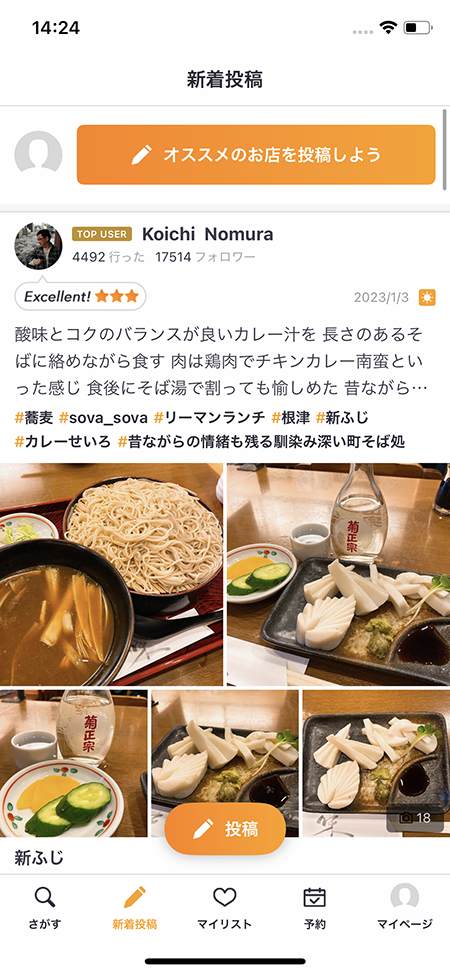 14:24
新着投稿
オススメのお店を投稿しよう
TOP USER Koichi Nomura
4492 行った 17514 フォロワー
Excellent!
2023/1/3
酸味とコクのバランスが良いカレー汁を 長さのあるそ
ばに絡めながら食す 肉は鶏肉でチキンカレー南蛮とい
った感じ 食後にそば湯で割っても愉しめた 昔ながら…
#蕎麦 #sova_sova #リーマンランチ #根津 #新ふじ
#カレーせいろ #昔ながらの情緒も残る馴染み深い町そば処
菊正宗
菊正宗
味
18
投稿
新ふじ
さがす 新着投稿 マイリスト 予約 マイページ